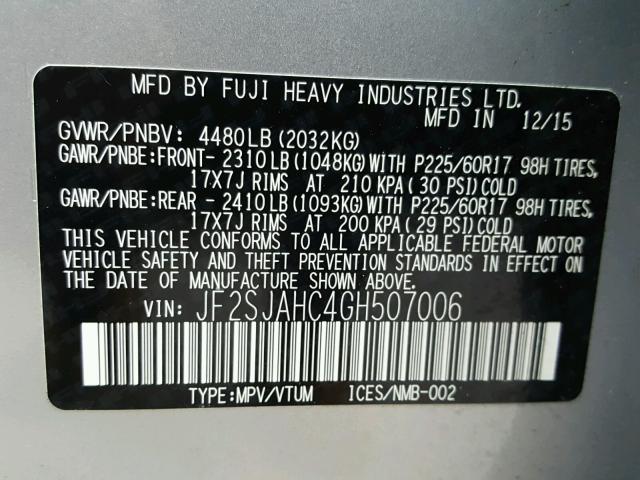 MFD BY FUJI HEAVY INDUSTRIES LTD.
MFD IN 12/15
GVWR/PNBV: 4480LB(2032KG)
GAWR/PNBE:FRONT- 2310LB(1048KG)WITH P225/60R17 98H TIRES,
17X7J RIMS AT 210 KPA( 30 PSI)COLD
GAWR/PNBE:REAR - 2410LB(1093KG)WITH P225/60R17 98H TIRES,
17X7J RIMS AT 200 KPA( 29 PSI)COLD
THIS VEHICLE CONFORMS TO ALL APPLICABLE FEDERAL MOTOR
VEHICLE SAFETY AND THEFT PREVENTION STANDARDS IN EFFECT ON
THE DATE OF MANUFACTURE SHOWN ABOVE.
VIN: JF2SJAHC4GH507006
TYPE:MPV/VTUM ICES/NMB-002